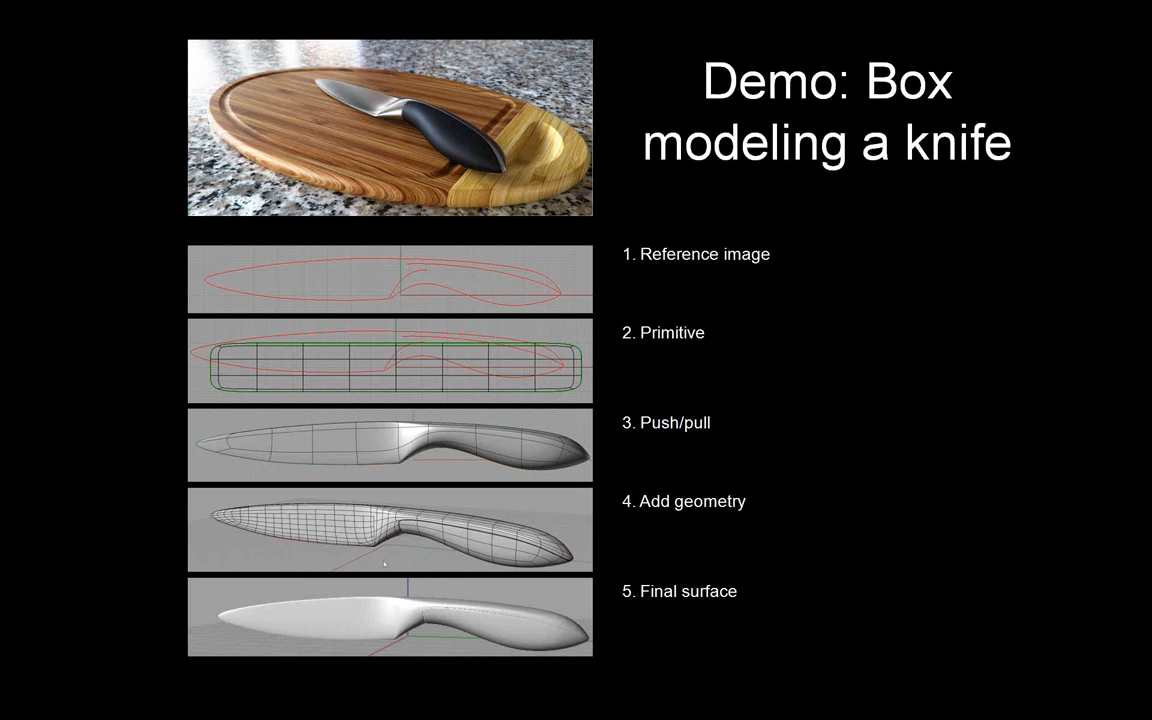 Demo: Box
modeling a knife
1. Reference image
2. Primitive
3. Push/pull
4. Add geometry
5. Final surface